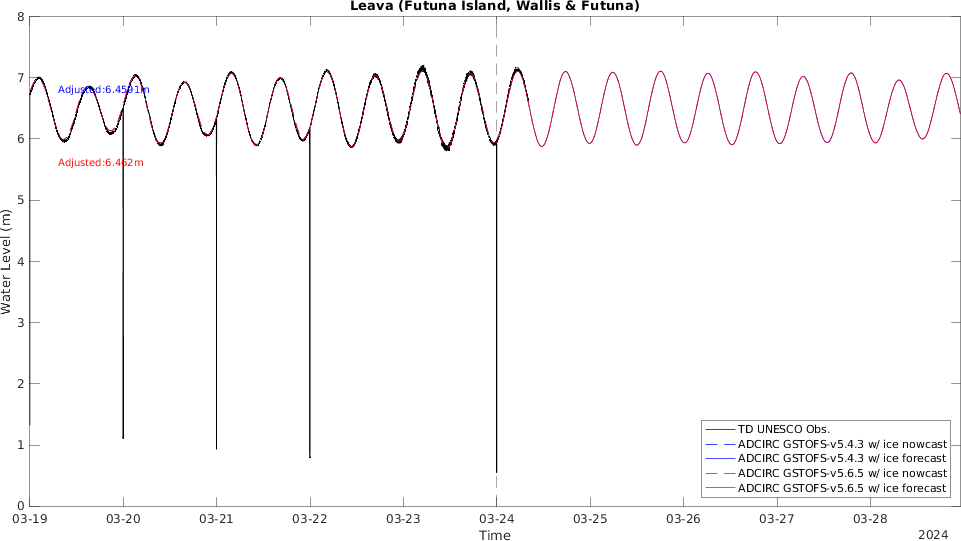 Leava (Futuna Island, Wallis & Futuna)
8
7
6
5
4
3
2
1
0
Water Level (m)
Adjusted:6.4591m
Adjusted:6.462m
TD UNESCO Obs.
ADCIRC GSTOFS-v5.4.3 w/ ice nowcast
ADCIRC GSTOFS-v5.4.3 w/ ice forecast
ADCIRC GSTOFS-v5.6.5 w/ ice nowcast
ADCIRC GSTOFS-v5.6.5 w/ ice forecast
03-19 03-20 03-21 03-22 03-23 03-24 03-25 03-26 03-27 03-28
Time
2024